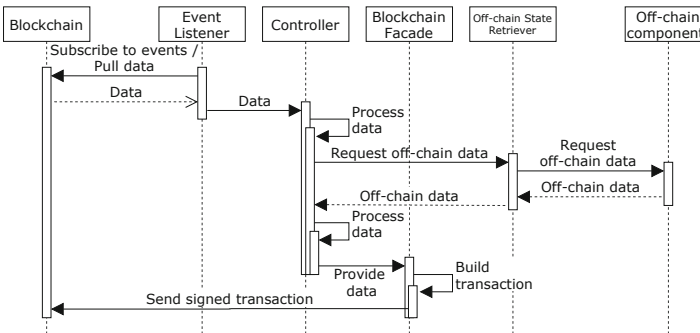 Blockchain
Event
Listener
Controller
Blockchain
Facade
Off-chain State
Retriever
Off-chain
component
Subscribe to events /
Pull data
Data
Data
Process
data
Request off-chain data
Request
off-chain data
Off-chain data
Off-chain data
Process
data
Provide
data
Build
transaction
Send signed transaction